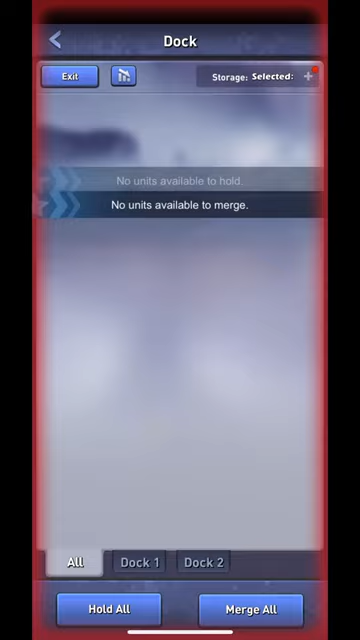 Dock
Exit
Storage: Selected:
No units available to hold.
No units available to merge.
All
Dock 1
Dock 2
Hold All
Merge All